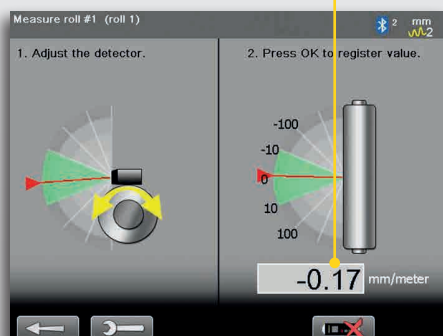 Measure roll #1 (roll 1)
2
mm
2
1. Adjust the detector.
2. Press OK to register value.
-100
-10
0
10
100
-0.17 mm/meter